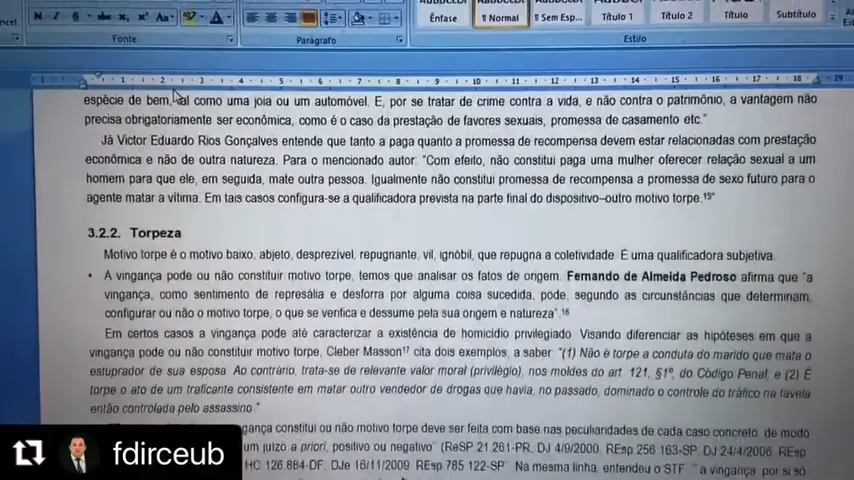 Ênfase ¶ Normal ¶ Sem Esp... Título 1 Título 2 Título Subtítulo
Fonte Parágrafo Estilo
espécie de bem, tal como uma joia ou um automóvel. E, por se tratar de crime contra a vida, e não contra o patrimônio, a vantagem não
precisa obrigatoriamente ser econômica, como é o caso da prestação de favores sexuais, promessa de casamento etc."
Já Victor Eduardo Rios Gonçalves entende que tanto a paga quanto a promessa de recompensa devem estar relacionadas com prestação
econômica e não de outra natureza. Para o mencionado autor: "Com efeito, não constitui paga uma mulher oferecer relação sexual a um
homem para que ele, em seguida, mate outra pessoa. Igualmente não constitui promessa de recompensa a promessa de sexo futuro para o
agente matar a vítima. Em tais casos configura-se a qualificadora prevista na parte final do dispositivo–outro motivo torpe.¹⁵"
3.2.2. Torpeza
Motivo torpe é o motivo baixo, abjeto, desprezível, repugnante, vil, ignóbil, que repugna a coletividade. É uma qualificadora subjetiva.
• A vingança pode ou não constituir motivo torpe, temos que analisar os fatos de origem. Fernando de Almeida Pedroso afirma que "a
vingança, como sentimento de represália e desforra por alguma coisa sucedida, pode, segundo as circunstâncias que determinam,
configurar ou não o motivo torpe, o que se verifica e dessume pela sua origem e natureza".¹⁶
Em certos casos a vingança pode até caracterizar a existência de homicídio privilegiado. Visando diferenciar as hipóteses em que a
vingança pode ou não constituir motivo torpe, Cleber Masson¹⁷ cita dois exemplos, a saber: "(1) Não é torpe a conduta do marido que mata o
estuprador de sua esposa. Ao contrário, trata-se de relevante valor moral (privilégio), nos moldes do art. 121, §1º, do Código Penal, e (2) É
torpe o ato de um traficante consistente em matar outro vendedor de drogas que havia, no passado, dominado o controle do tráfico na favela
então controlada pelo assassino."
gança constitui ou não motivo torpe deve ser feita com base nas peculiaridades de cada caso concreto, de modo
um juízo a priori, positivo ou negativo" (ReSP 21.261-PR, DJ 4/9/2000, REsp 256.163-SP, DJ 24/4/2006, REsp
HC 126.884-DF, DJe 16/11/2009, REsp 785.122-SP. Na mesma linha, entendeu o STF: "a vingança, por si só
fdirceub